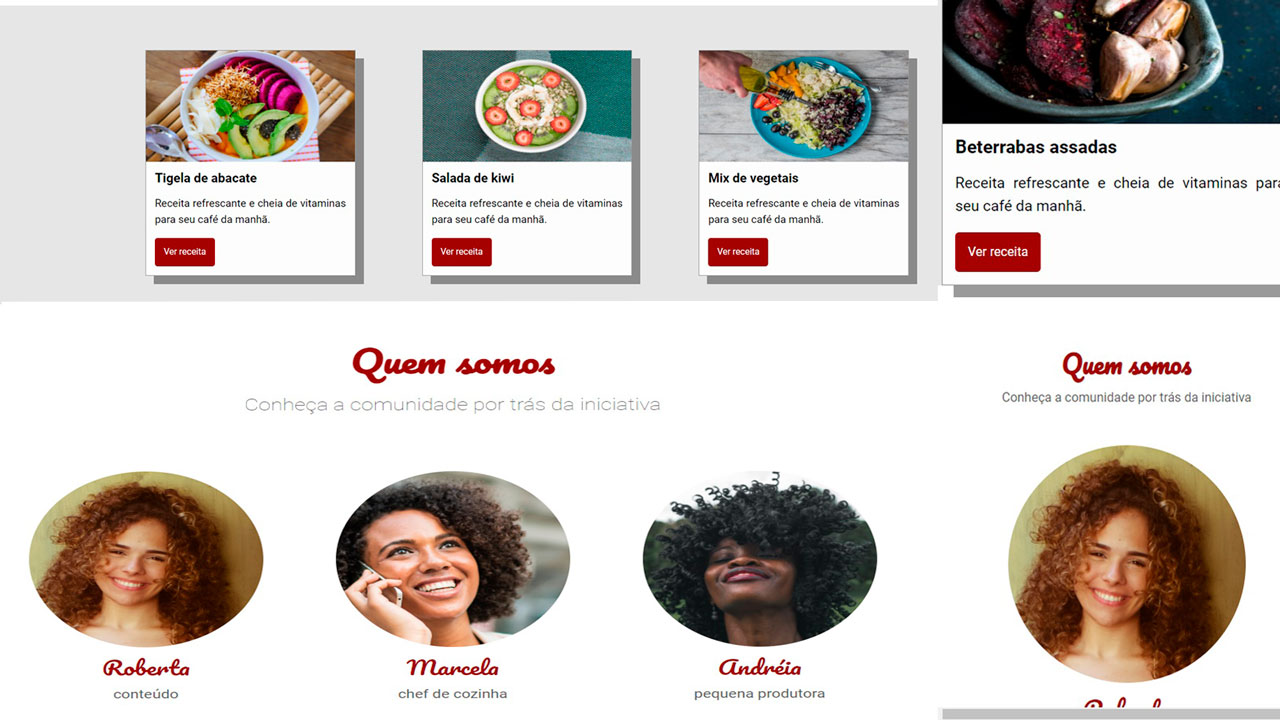 Tigela de abacate
Receita refrescante e cheia de vitaminas
para seu café da manhã.
Ver receita
Salada de kiwi
Receita refrescante e cheia de vitaminas
para seu café da manhã.
Ver receita
Mix de vegetais
Receita refrescante e cheia de vitaminas
para seu café da manhã.
Ver receita
Beterrabas assadas
Receita refrescante e cheia de vitaminas para
seu café da manhã.
Ver receita
Quem somos
Conheça a comunidade por trás da iniciativa
Roberta
conteúdo
Marcela
chef de cozinha
Andréia
pequena produtora
Quem somos
Conheça a comunidade por trás da iniciativa